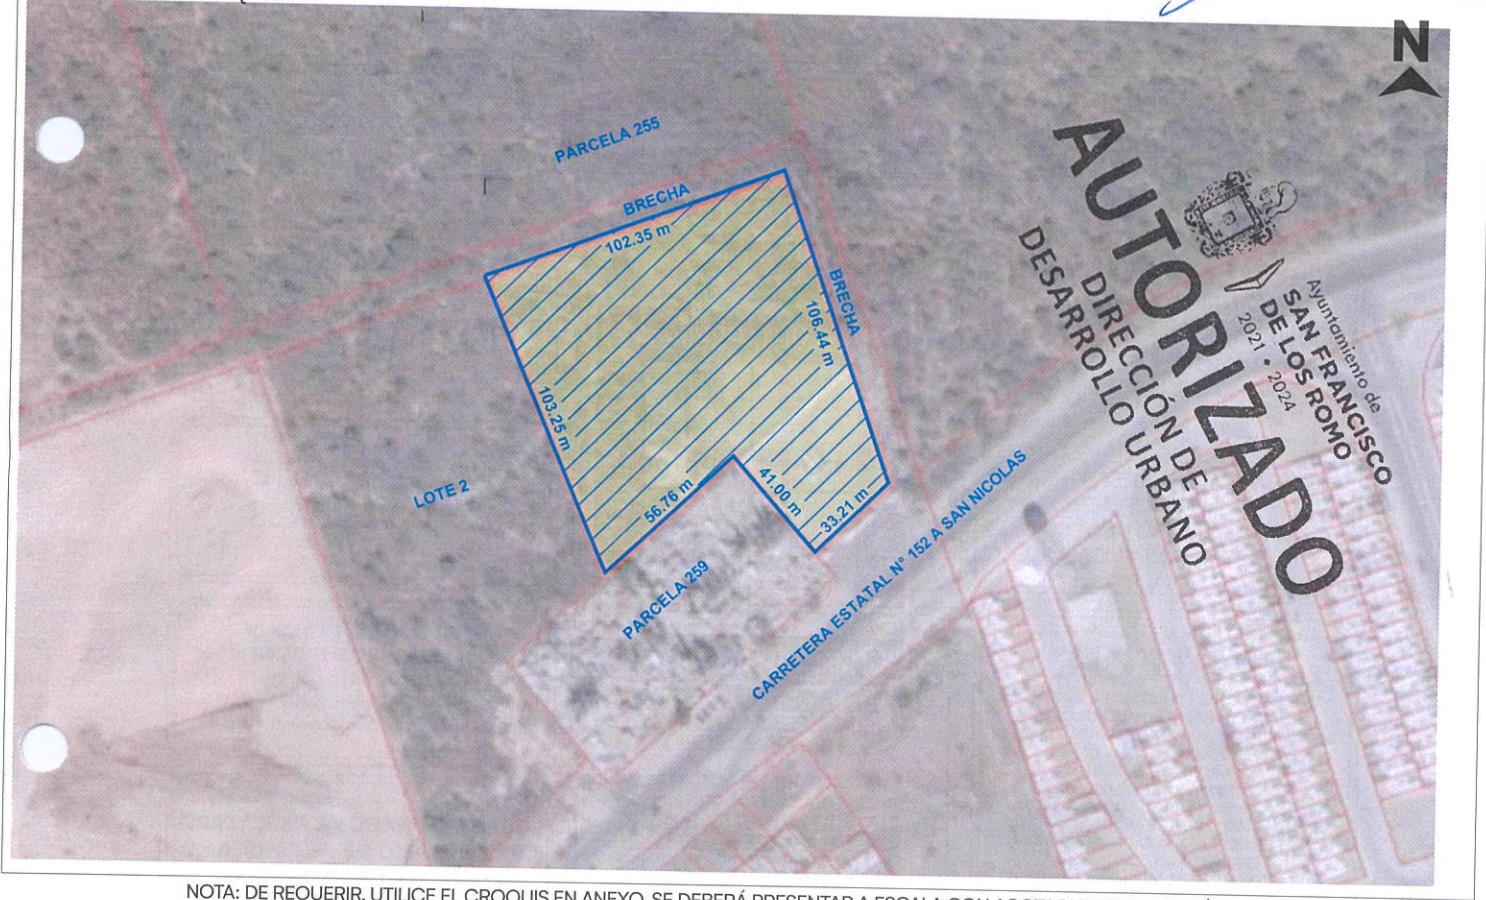 N
PARCELA 255
BRECHA
102.35 m
BRECHA
106.44 m
103.25 m
LOTE 2
56.76 m
41.00 m
33.21 m
PARCELA 259
CARRETERA ESTATAL N° 152 A SAN NICOLAS
AUTORIZADO
DIRECCIÓN DE
DESARROLLO URBANO
Ayuntamiento de
SAN FRANCISCO
DE LOS ROMO
2021 • 2024
NOTA: DE REQUERIR, UTILICE EL CROQUIS EN ANEXO, SE DEBERÁ PRESENTAR A ESCALA CON